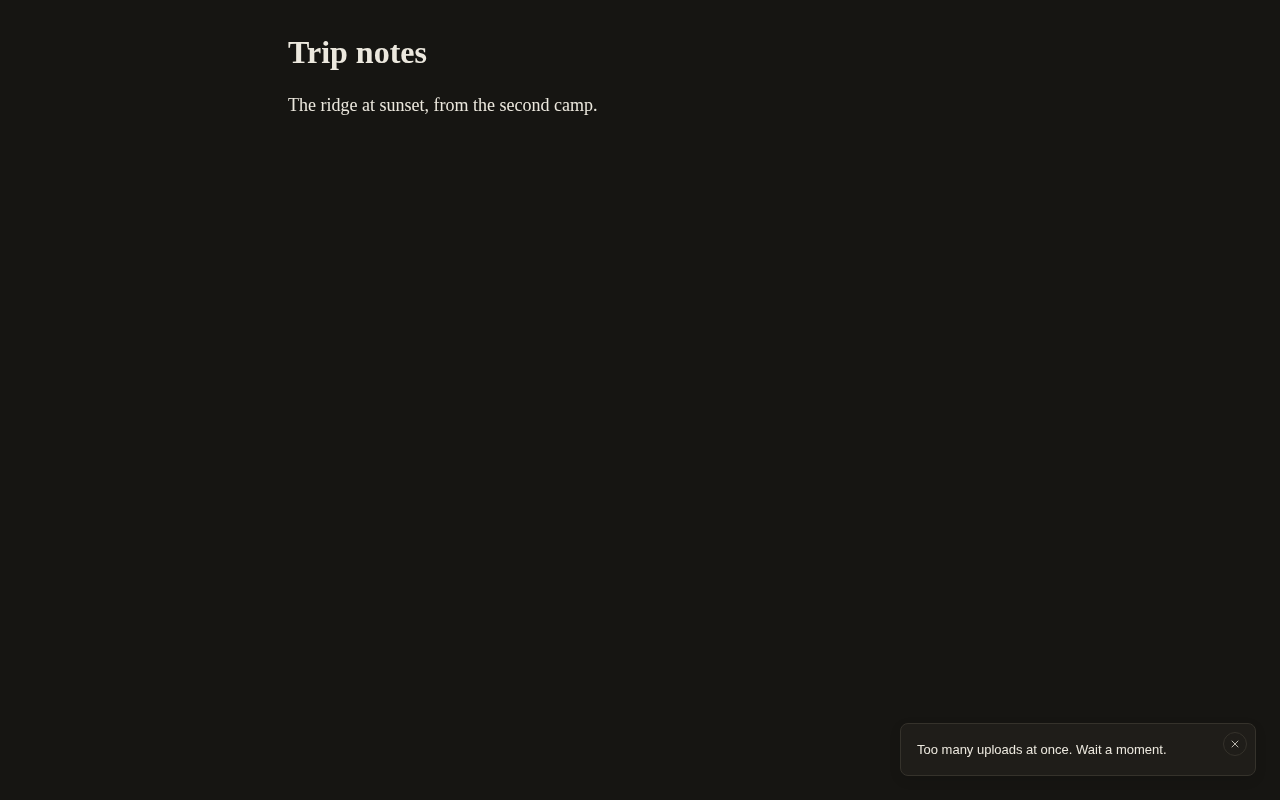 Trip notes
The ridge at sunset, from the second camp.
Too many uploads at once. Wait a moment.